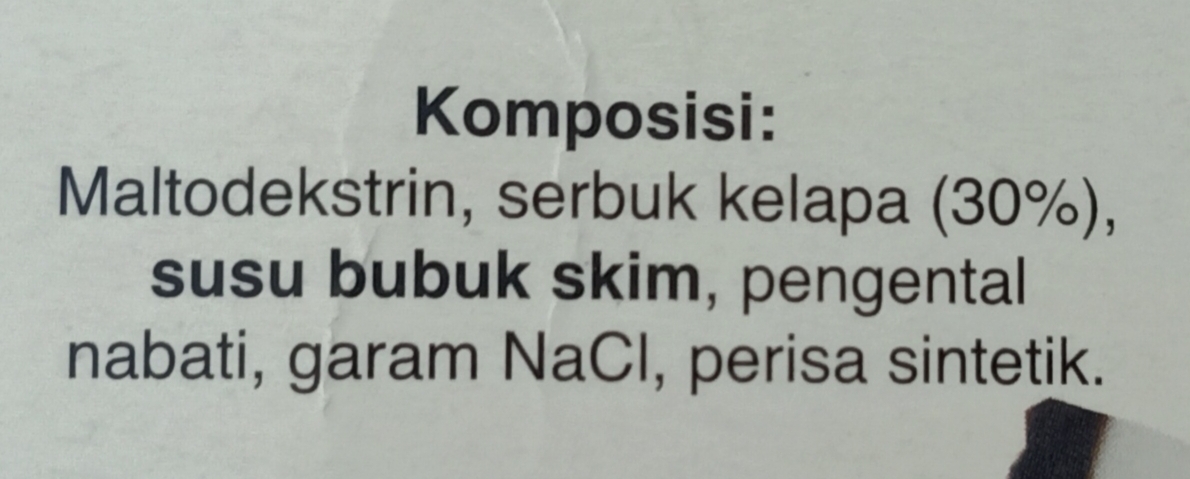 Komposisi:
Maltodekstrin, serbuk kelapa (30%),
susu bubuk skim, pengental
nabati, garam NaCl, perisa sintetik.